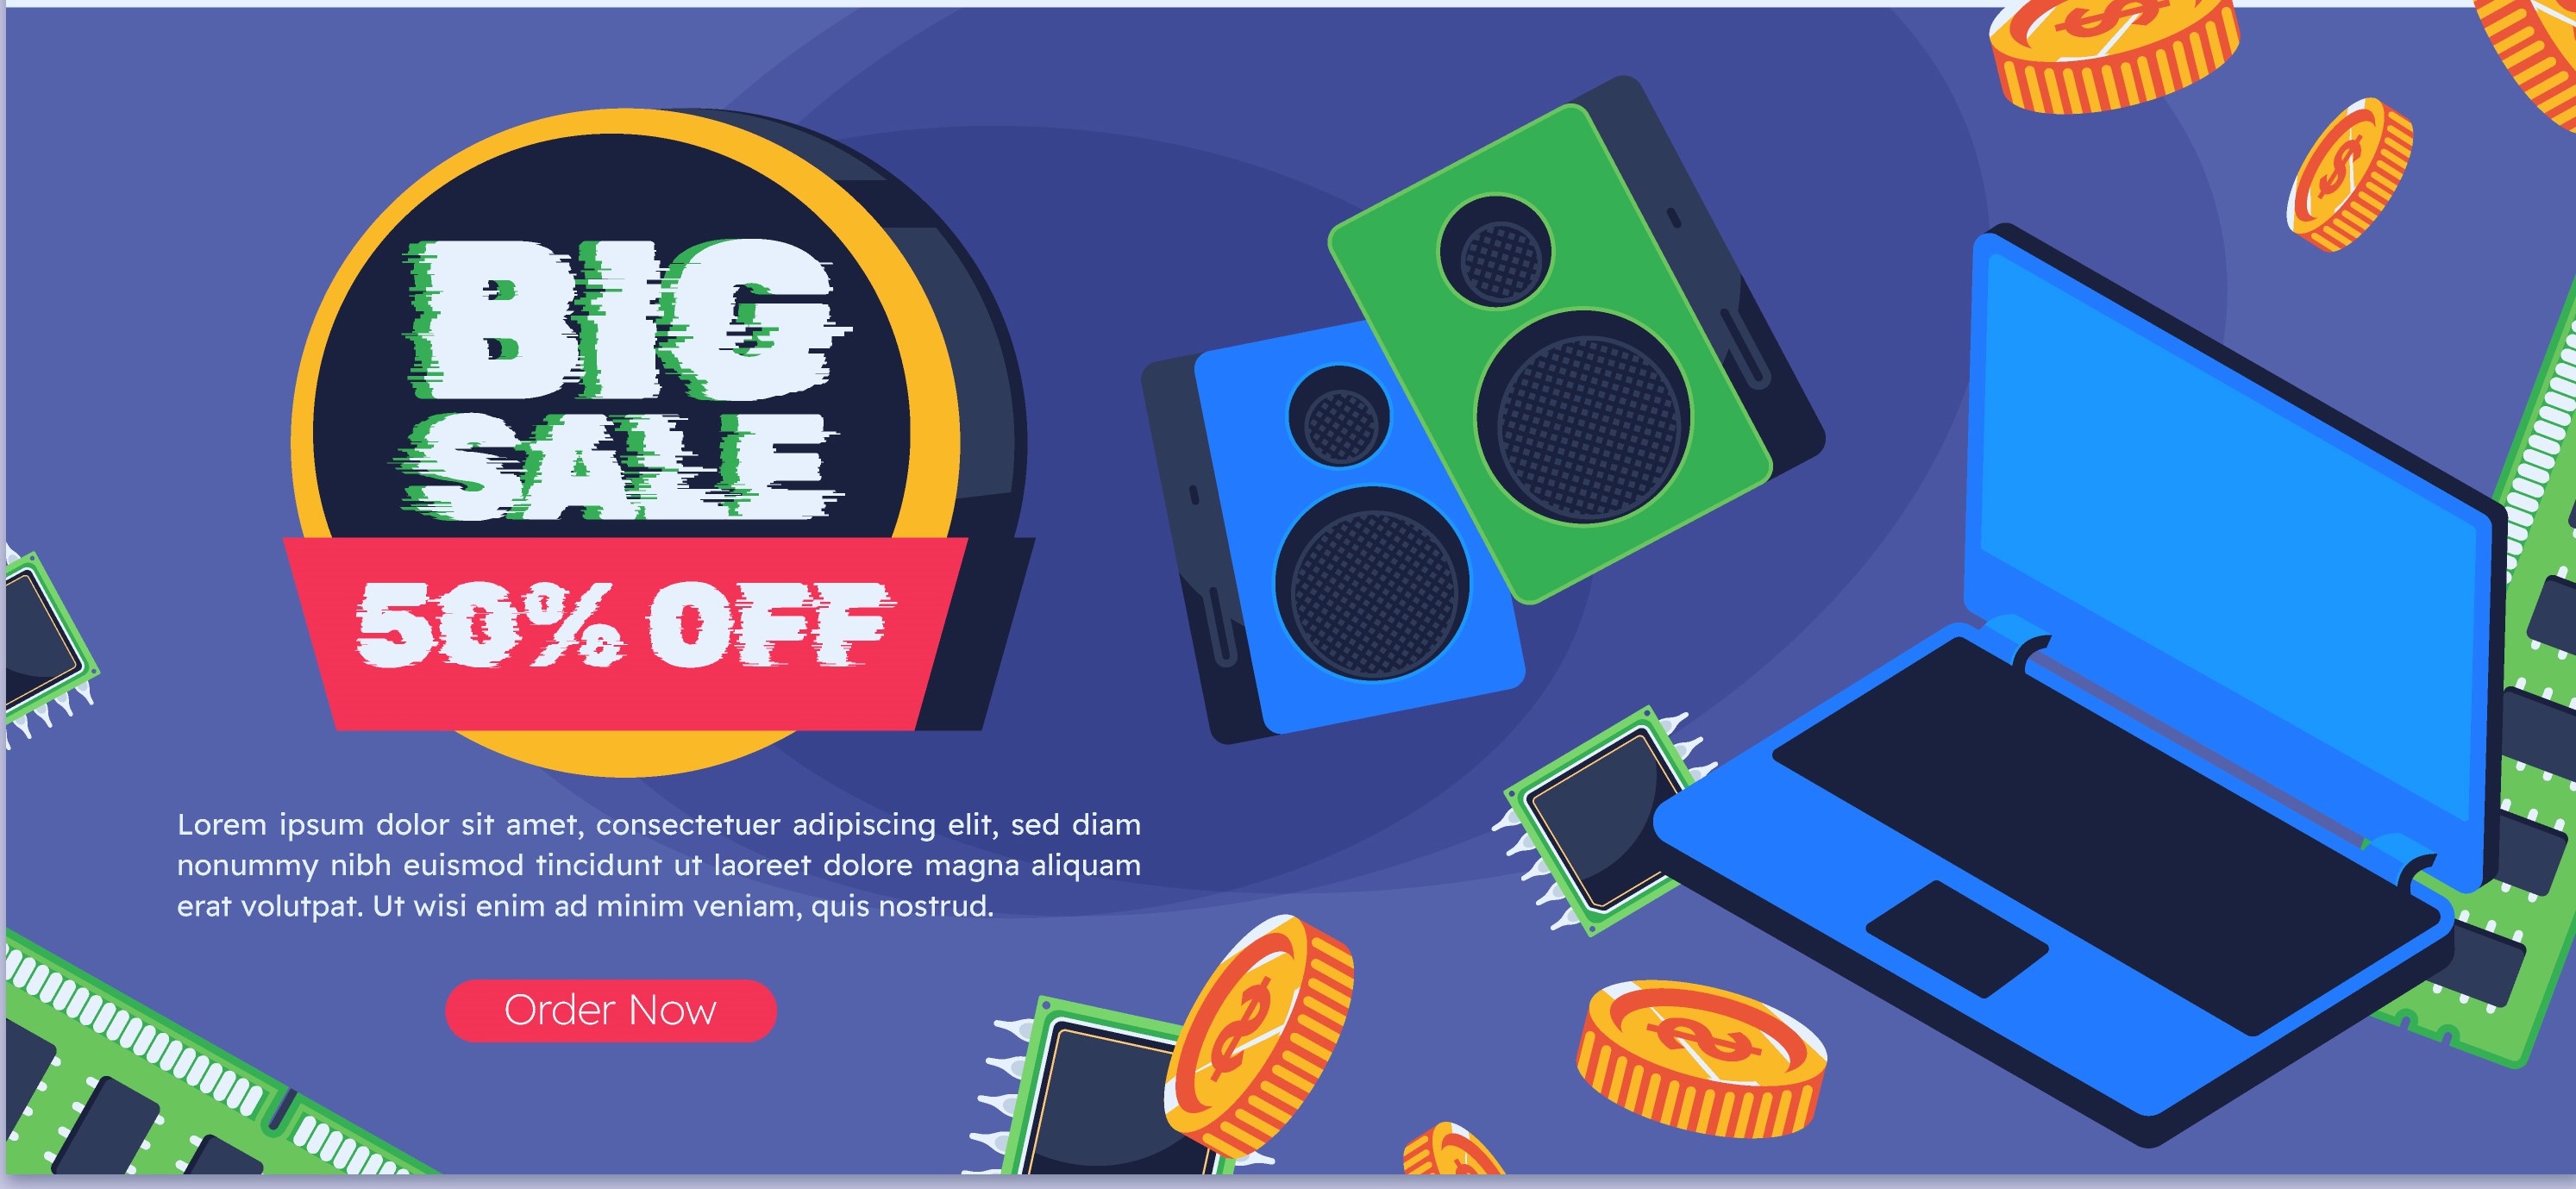 BIG
SALE
50% OFF
Lorem ipsum dolor sit amet, consectetuer adipiscing elit, sed diam
nonummy nibh euismod tincidunt ut laoreet dolore magna aliquam
erat volutpat. Ut wisi enim ad minim veniam, quis nostrud.
Order Now